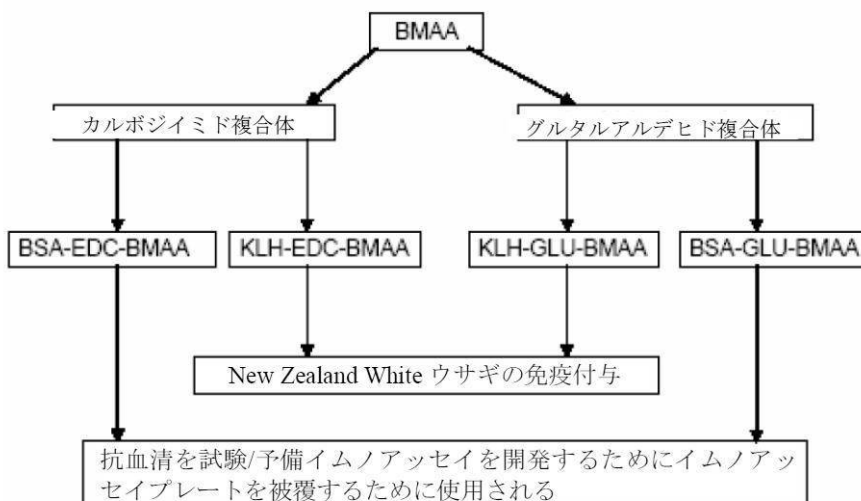 BMAA
カルボジイミド複合体
グルタルアルデヒド複合体
BSA-EDC-BMAA
KLH-EDC-BMAA
KLH-GLU-BMAA
BSA-GLU-BMAA
New Zealand White ウサギの免疫付与
抗血清を試験/予備イムノアッセイを開発するためにイムノアッ
セイプレートを被覆するために使用される